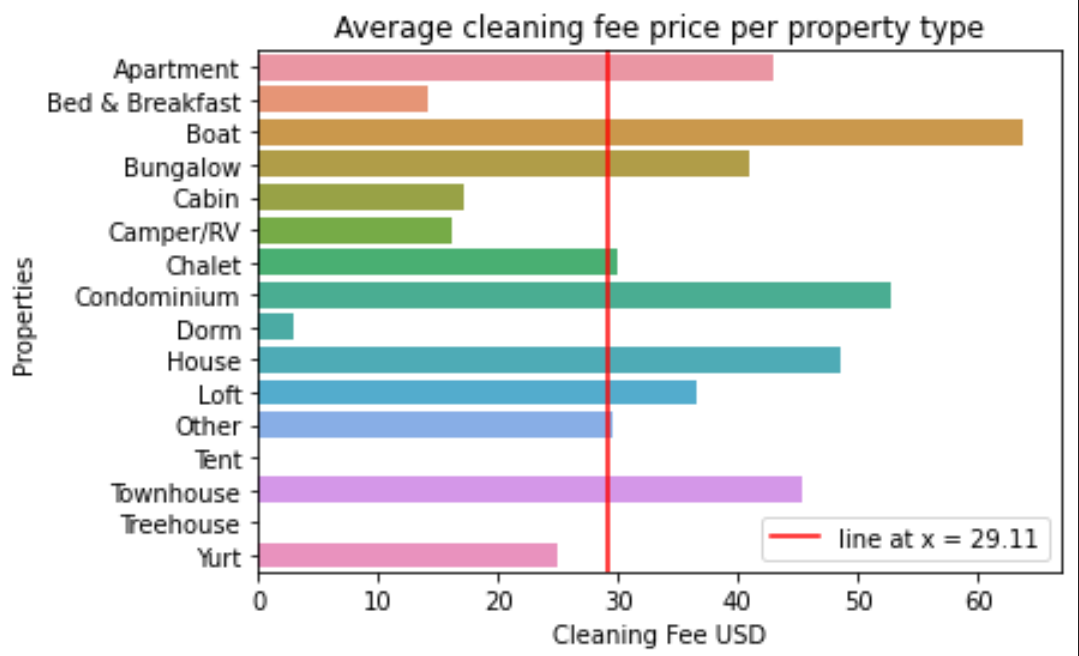 Average cleaning fee price per property type
Properties
Apartment
Bed & Breakfast
Boat
Bungalow
Cabin
Camper/RV
Chalet
Condominium
Dorm
House
Loft
Other
Tent
Townhouse
Treehouse
Yurt
line at x = 29.11
0 10 20 30 40 50 60
Cleaning Fee USD